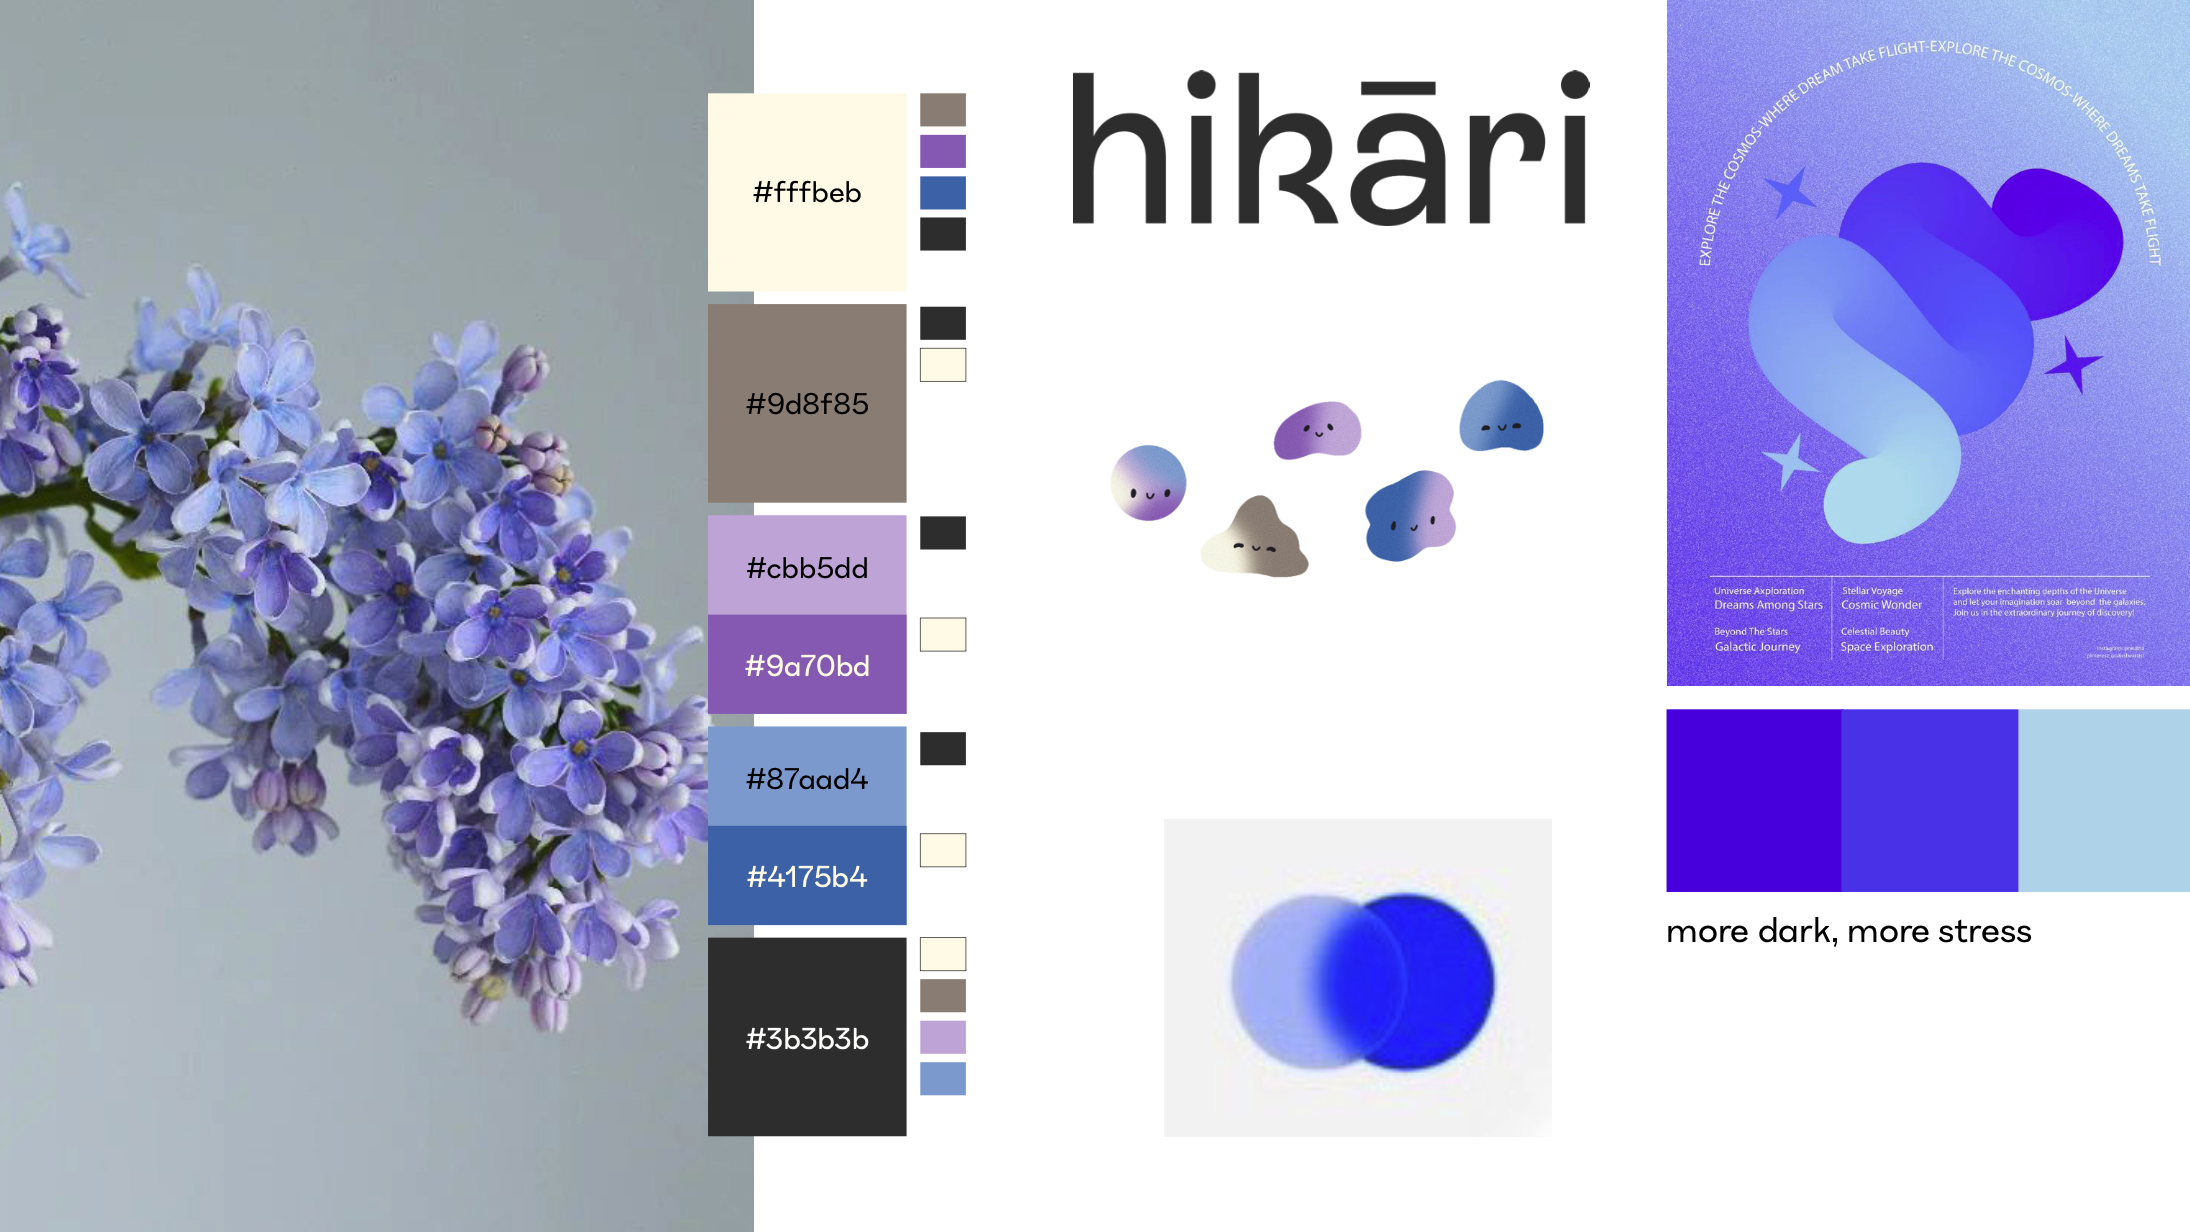 #fffbeb
#9d8f85
#cbb5dd
#9a70bd
#87aad4
#4175b4
#3b3b3b
hikāri
EXPLORE THE COSMOS-WHERE DREAM TAKE FLIGHT-EXPLORE THE COSMOS-WHERE DREAMS TAKE FLIGHT
Universe Axploration
Dreams Among Stars
Beyond The Stars
Galactic Journey
Stellar Voyage
Cosmic Wonder
Celestial Beauty
Space Exploration
Explore the enchanting depths of the Universe
and let your imagination soar beyond the galaxies.
Join us in the extraordinary journey of discovery!
more dark, more stress